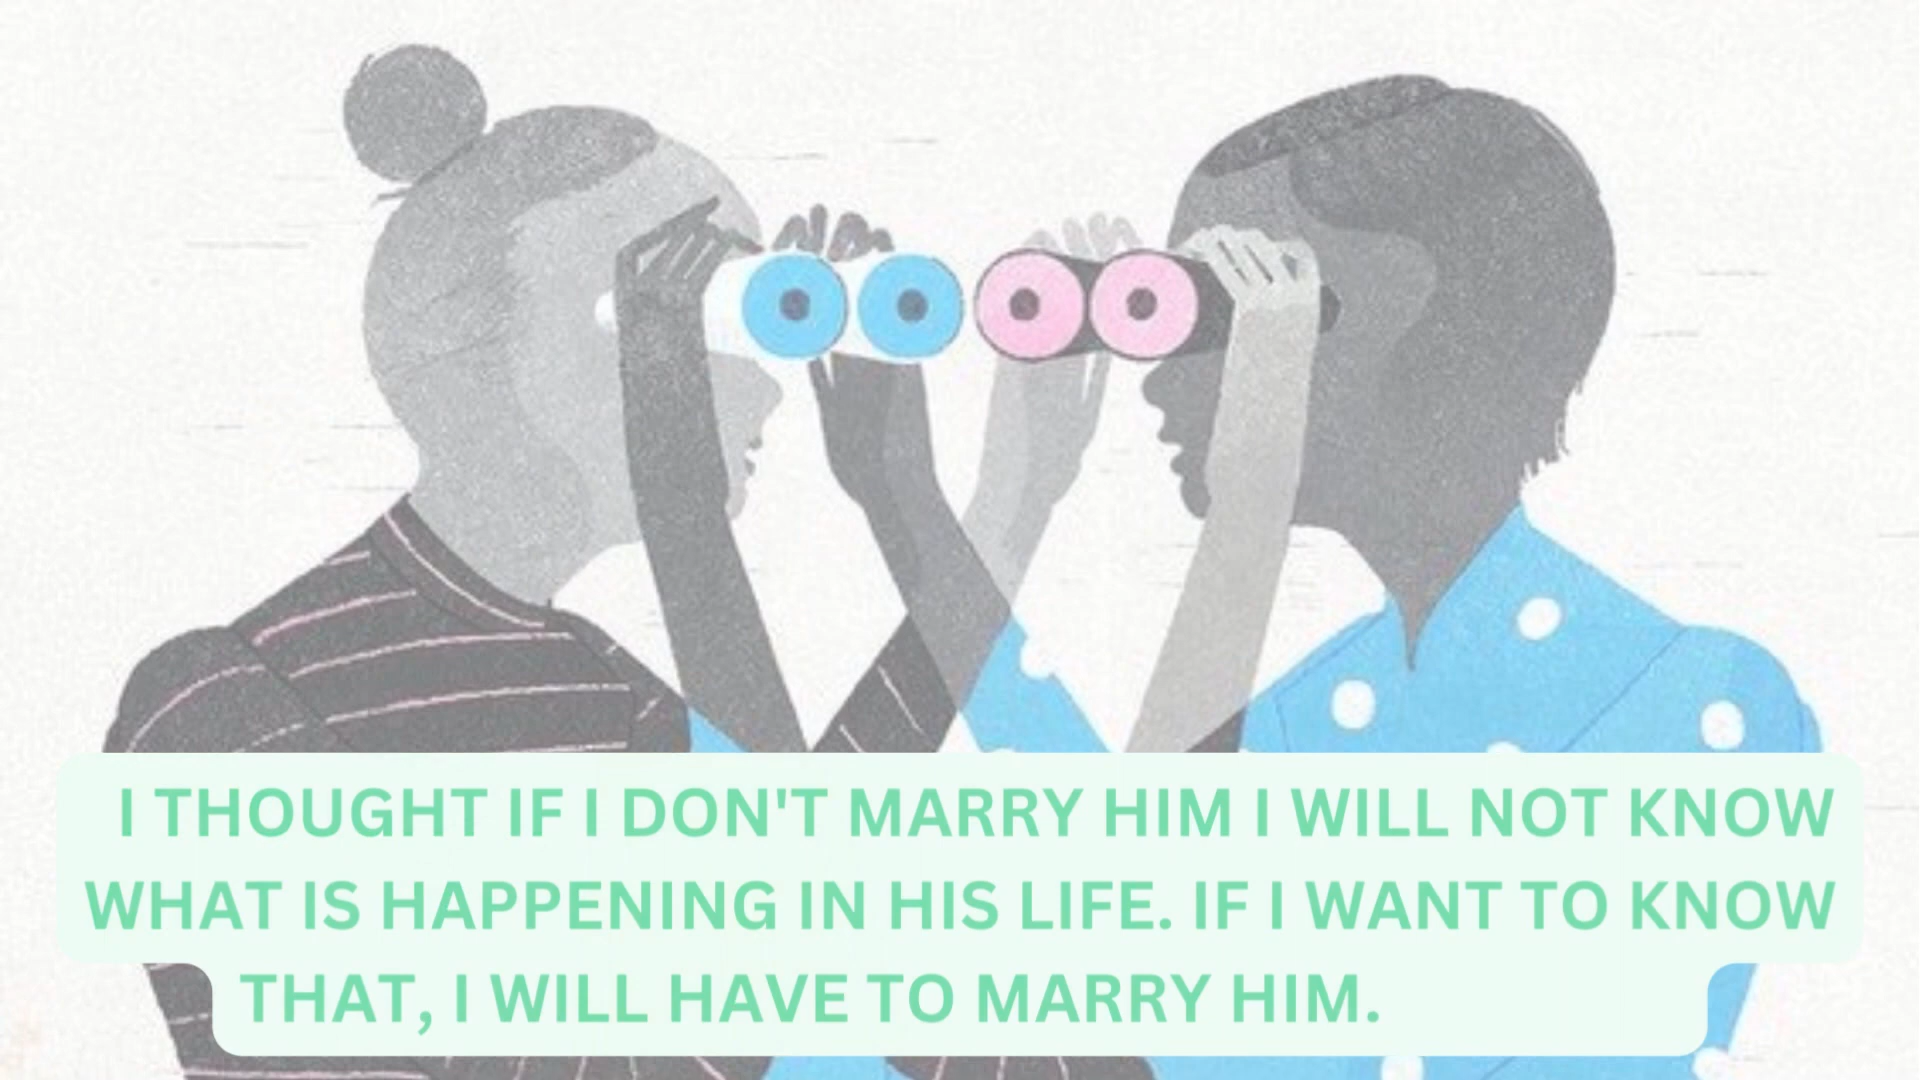 I THOUGHT IF I DON'T MARRY HIM I WILL NOT KNOW
WHAT IS HAPPENING IN HIS LIFE. IF I WANT TO KNOW
THAT, I WILL HAVE TO MARRY HIM.